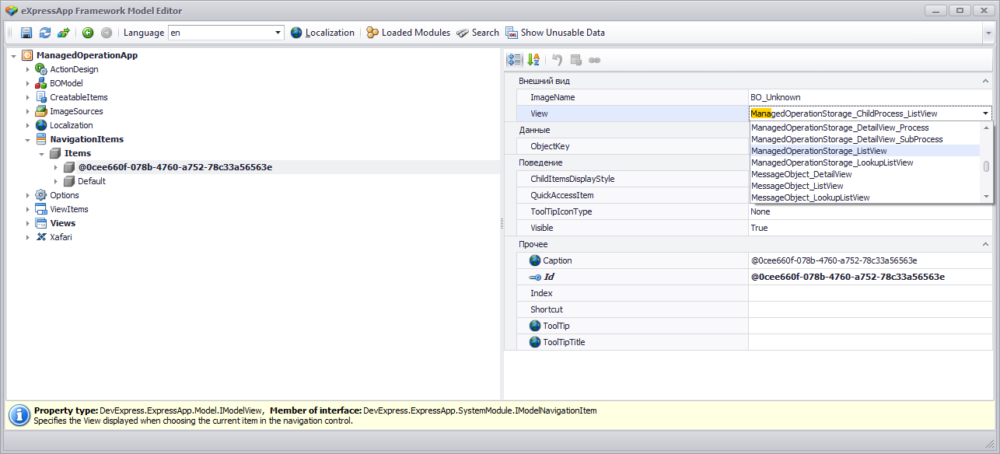 eXpressApp Framework Model Editor
Language en Localization Loaded Modules Search Show Unusable Data
ManagedOperationApp
ActionDesign
BOModel
CreatableItems
ImageSources
Localization
NavigationItems
Items
@0cee660f-078b-4760-a752-78c33a56563e
Default
Options
ViewItems
Views
Xafari
Внешний вид
ImageName BO_Unknown
View ManagedOperationStorage_ChildProcess_ListView
ManagedOperationStorage_DetailView_Process
ManagedOperationStorage_DetailView_SubProcess
ManagedOperationStorage_ListView
ManagedOperationStorage_LookupListView
MessageObject_DetailView
MessageObject_ListView
MessageObject_LookupListView
Данные
ObjectKey
Поведение
ChildItemsDisplayStyle
QuickAccessItem
ToolTipIconType None
Visible True
Прочее
Caption @0cee660f-078b-4760-a752-78c33a56563e
Id @0cee660f-078b-4760-a752-78c33a56563e
Index
Shortcut
ToolTip
ToolTipTitle
Property type: DevExpress.ExpressApp.Model.IModelView, Member of interface: DevExpress.ExpressApp.SystemModule.IModelNavigationItem
Specifies the View displayed when choosing the current item in the navigation control.